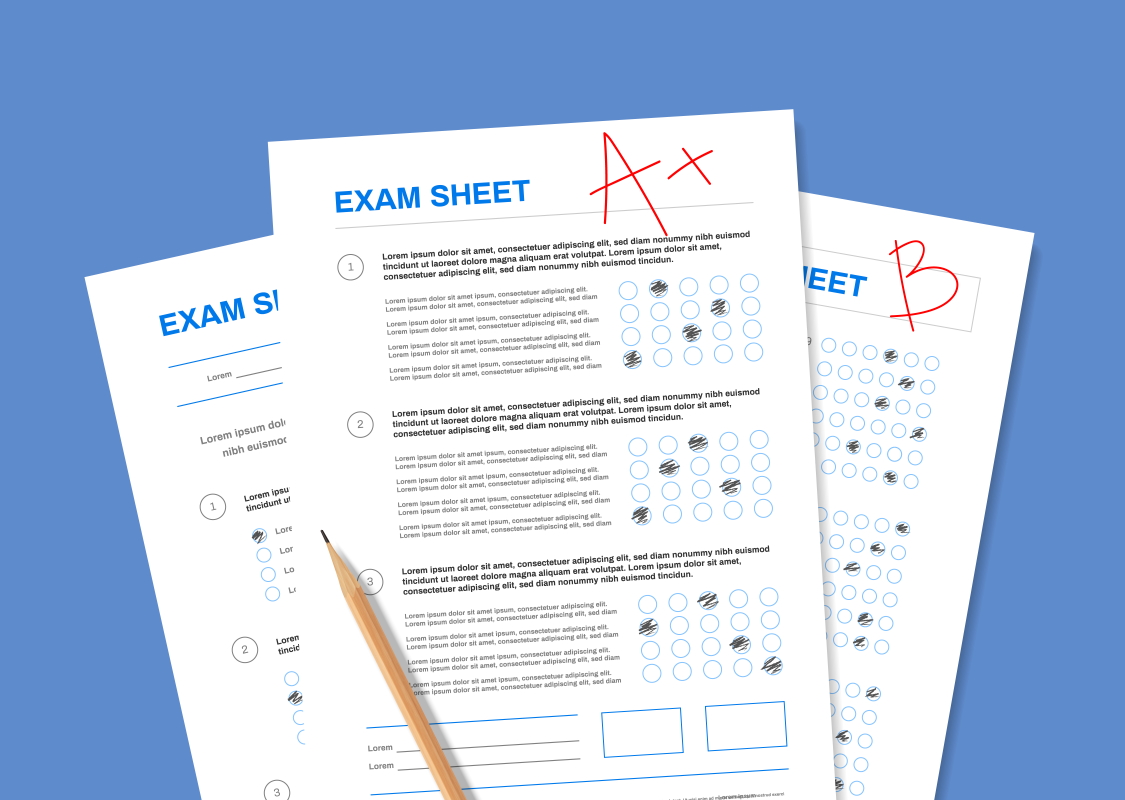 EXAM SHEET
A+
1
Lorem ipsum dolor sit amet, consectetuer adipiscing elit, sed diam nonummy nibh euismod
tincidunt ut laoreet dolore magna aliquam erat volutpat. Lorem ipsum dolor sit amet,
consectetuer adipiscing elit, sed diam nonummy nibh euismod tincidun.
Lorem ipsum dolor sit amet ipsum, consectetuer adipiscing elit.
Lorem ipsum dolor sit amet, consectetuer adipiscing elit, sed diam
Lorem ipsum dolor sit amet ipsum, consectetuer adipiscing elit.
Lorem ipsum dolor sit amet, consectetuer adipiscing elit, sed diam
Lorem ipsum dolor sit amet ipsum, consectetuer adipiscing elit.
Lorem ipsum dolor sit amet, consectetuer adipiscing elit, sed diam
Lorem ipsum dolor sit amet ipsum, consectetuer adipiscing elit.
Lorem ipsum dolor sit amet, consectetuer adipiscing elit, sed diam
2
Lorem ipsum dolor sit amet, consectetuer adipiscing elit, sed diam nonummy nibh euismod
tincidunt ut laoreet dolore magna aliquam erat volutpat. Lorem ipsum dolor sit amet,
consectetuer adipiscing elit, sed diam nonummy nibh euismod tincidun.
Lorem ipsum dolor sit amet ipsum, consectetuer adipiscing elit.
Lorem ipsum dolor sit amet, consectetuer adipiscing elit, sed diam
Lorem ipsum dolor sit amet ipsum, consectetuer adipiscing elit.
Lorem ipsum dolor sit amet, consectetuer adipiscing elit, sed diam
Lorem ipsum dolor sit amet ipsum, consectetuer adipiscing elit.
Lorem ipsum dolor sit amet, consectetuer adipiscing elit, sed diam
Lorem ipsum dolor sit amet ipsum, consectetuer adipiscing elit.
Lorem ipsum dolor sit amet, consectetuer adipiscing elit, sed diam
3
Lorem ipsum dolor sit amet, consectetuer adipiscing elit, sed diam nonummy nibh euismod
tincidunt ut laoreet dolore magna aliquam erat volutpat. Lorem ipsum dolor sit amet,
consectetuer adipiscing elit, sed diam nonummy nibh euismod tincidun.
Lorem ipsum dolor sit amet ipsum, consectetuer adipiscing elit.
Lorem ipsum dolor sit amet, consectetuer adipiscing elit, sed diam
Lorem ipsum dolor sit amet ipsum, consectetuer adipiscing elit.
Lorem ipsum dolor sit amet, consectetuer adipiscing elit, sed diam
Lorem ipsum dolor sit amet ipsum, consectetuer adipiscing elit.
Lorem ipsum dolor sit amet, consectetuer adipiscing elit, sed diam
Lorem ipsum dolor sit amet ipsum, consectetuer adipiscing elit.
Lorem ipsum dolor sit amet, consectetuer adipiscing elit, sed diam
Lorem
Lorem
EXAM SH
Lorem
Lorem ipsum dol
nibh euismo
1
Lorem ipsu
tincidunt u
Lore
Lor
Lo
2
Lorem
tincid
3
EET
B